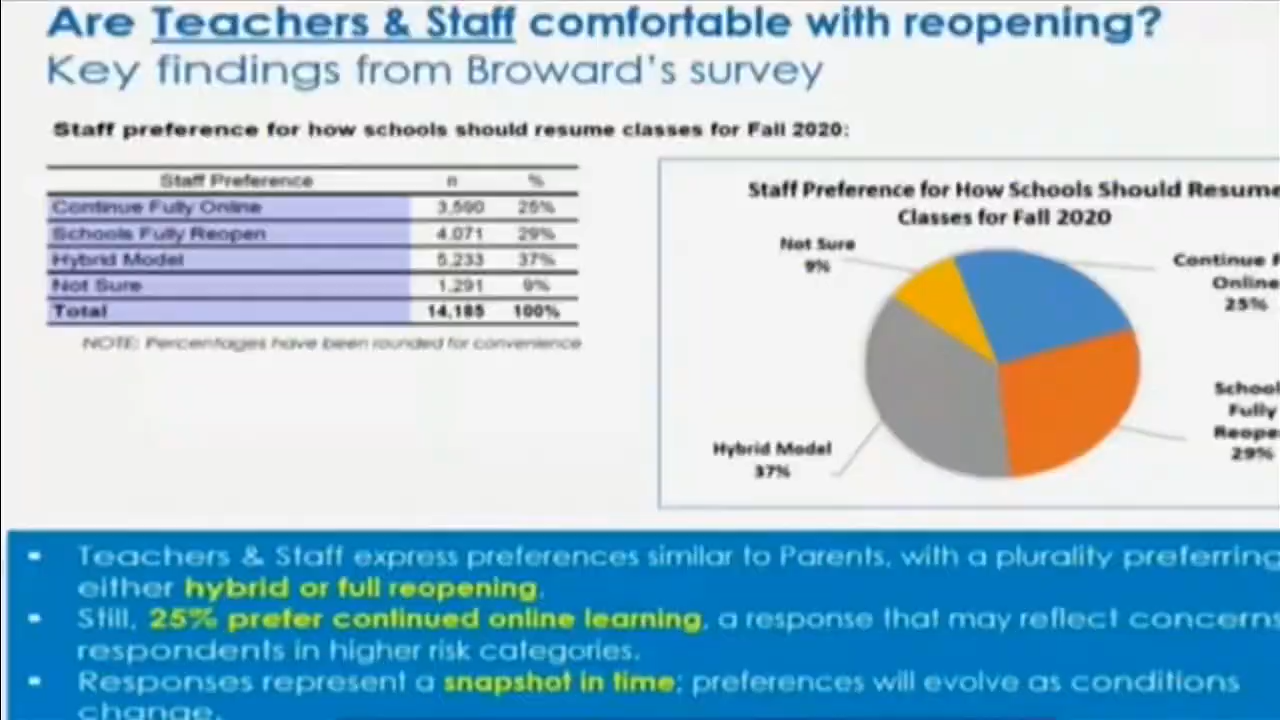 Are Teachers & Staff comfortable with reopening?
Key findings from Broward's survey
Staff preference for how schools should resume classes for Fall 2020:
Staff Preference n %
Continue Fully Online 3,590 25%
Schools Fully Reopen 4,071 29%
Hybrid Model 5,233 37%
Not Sure 1,291 9%
Total 14,185 100%
NOTE: Percentages have been rounded for convenience
Staff Preference for How Schools Should Resume
Classes for Fall 2020
Not Sure
9%
Continue F
Online
25%
School
Fully
Reope
29%
Hybrid Model
37%
▪ Teachers & Staff express preferences similar to Parents, with a plurality preferring
either hybrid or full reopening.
▪ Still, 25% prefer continued online learning, a response that may reflect concerns
respondents in higher risk categories.
▪ Responses represent a snapshot in time; preferences will evolve as conditions
change.